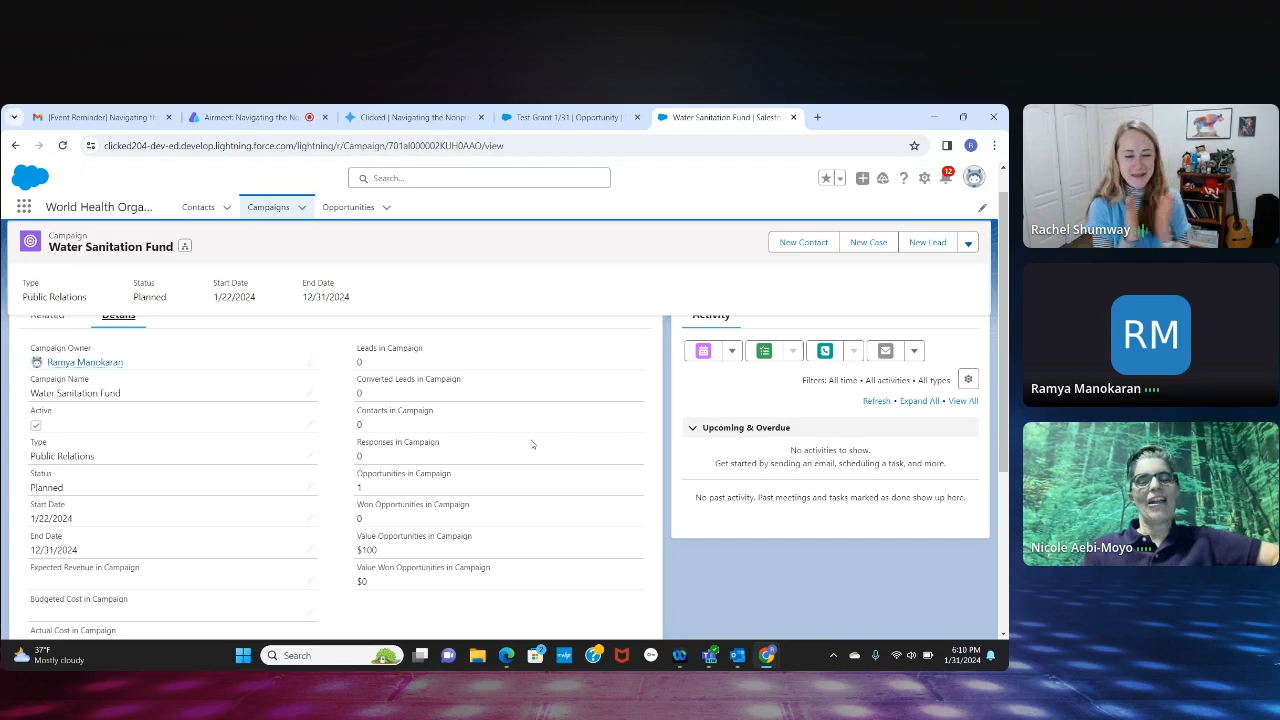 [Event Reminder] Navigating th
Airmeet: Navigating the No
Clicked | Navigating the Nonp
Test Grant 1/31 | Opportunity |
Water Sanitation Fund | Salesfo
clicked204-dev-ed.develop.lightning.force.com/lightning/r/Campaign/701al000002KUH0AAO/view
R
Search...
12
World Health Orga...
Contacts
Campaigns
Opportunities
Campaign
Water Sanitation Fund
New Contact
New Case
New Lead
Type
Status
Start Date
End Date
Public Relations
Planned
1/22/2024
12/31/2024
Related
Details
Activity
Campaign Owner
Ramya Manokaran
Campaign Name
Water Sanitation Fund
Active
Type
Public Relations
Status
Planned
Start Date
1/22/2024
End Date
12/31/2024
Expected Revenue in Campaign
Budgeted Cost in Campaign
Actual Cost in Campaign
Leads in Campaign
0
Converted Leads in Campaign
0
Contacts in Campaign
0
Responses in Campaign
0
Opportunities in Campaign
1
Won Opportunities in Campaign
0
Value Opportunities in Campaign
$100
Value Won Opportunities in Campaign
$0
Filters: All time • All activities • All types
Refresh • Expand All • View All
Upcoming & Overdue
No activities to show.
Get started by sending an email, scheduling a task, and more.
No past activity. Past meetings and tasks marked as done show up here.
37°F
Mostly cloudy
Search
6:10 PM
1/31/2024
Rachel Shumway
RM
Ramya Manokaran
Nicole Aebi-Moyo